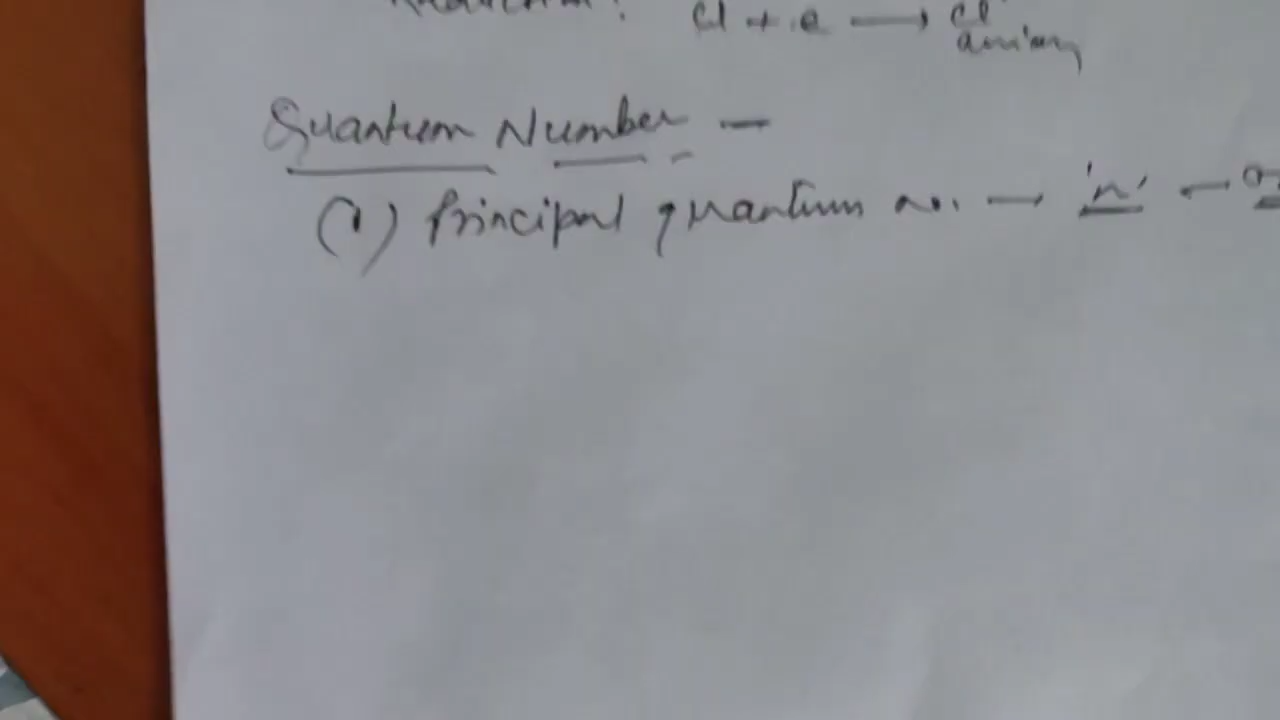 Cl + e ⟶ Cl⁻
anion
Quantum Number —
(1) Principal quantum no. — 'n' —